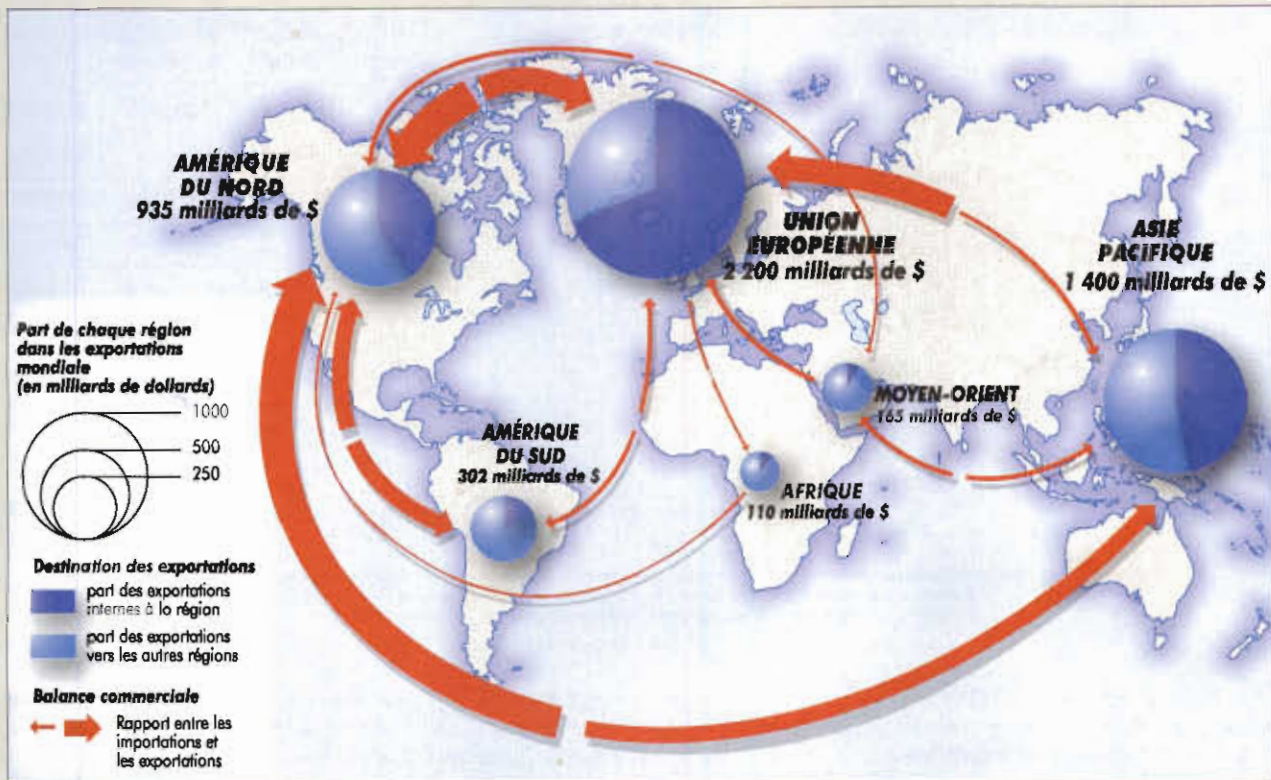 AMÉRIQUE
DU NORD
935 milliards de $
UNION
EUROPÉENNE
2 200 milliards de $
ASIE
PACIFIQUE
1 400 milliards de $
MOYEN-ORIENT
165 milliards de $
AMÉRIQUE
DU SUD
302 milliards de $
AFRIQUE
110 milliards de $
Part de chaque région
dans les exportations
mondiale
(en milliards de dollards)
1000
500
250
Destination des exportations
part des exportations
internes à la région
part des exportations
vers les autres régions
Balance commerciale
Rapport entre les
importations et
les exportations